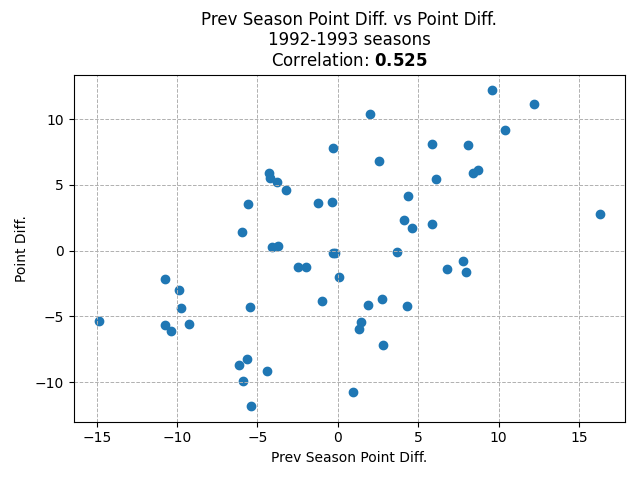 Prev Season Point Diff. vs Point Diff.
1992-1993 seasons
Correlation: 0.525
Point Diff.
10
5
0
−5
−10
−15 −10 −5 0 5 10 15
Prev Season Point Diff.